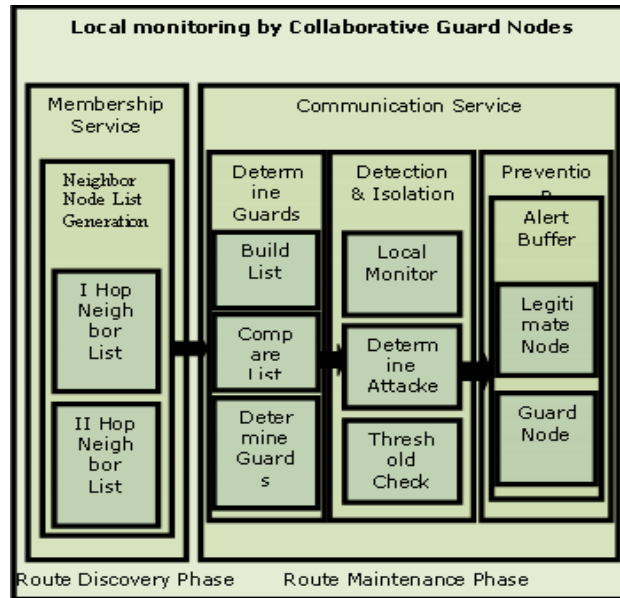 Local monitoring by Collaborative Guard Nodes
Membership
Service
Neighbor
Node List
Generation
I Hop
Neigh
bor
List
II Hop
Neigh
bor
List
Communication Service
Determ
ine
Guards
Build
List
Comp
are
List
Deter
mine
Guard
s
Detection
& Isolation
Local
Monitor
Determ
ine
Attacke
Thresh
old
Check
Preventio
Alert
Buffer
Legiti
mate
Node
Guard
Node
Route Discovery Phase
Route Maintenance Phase